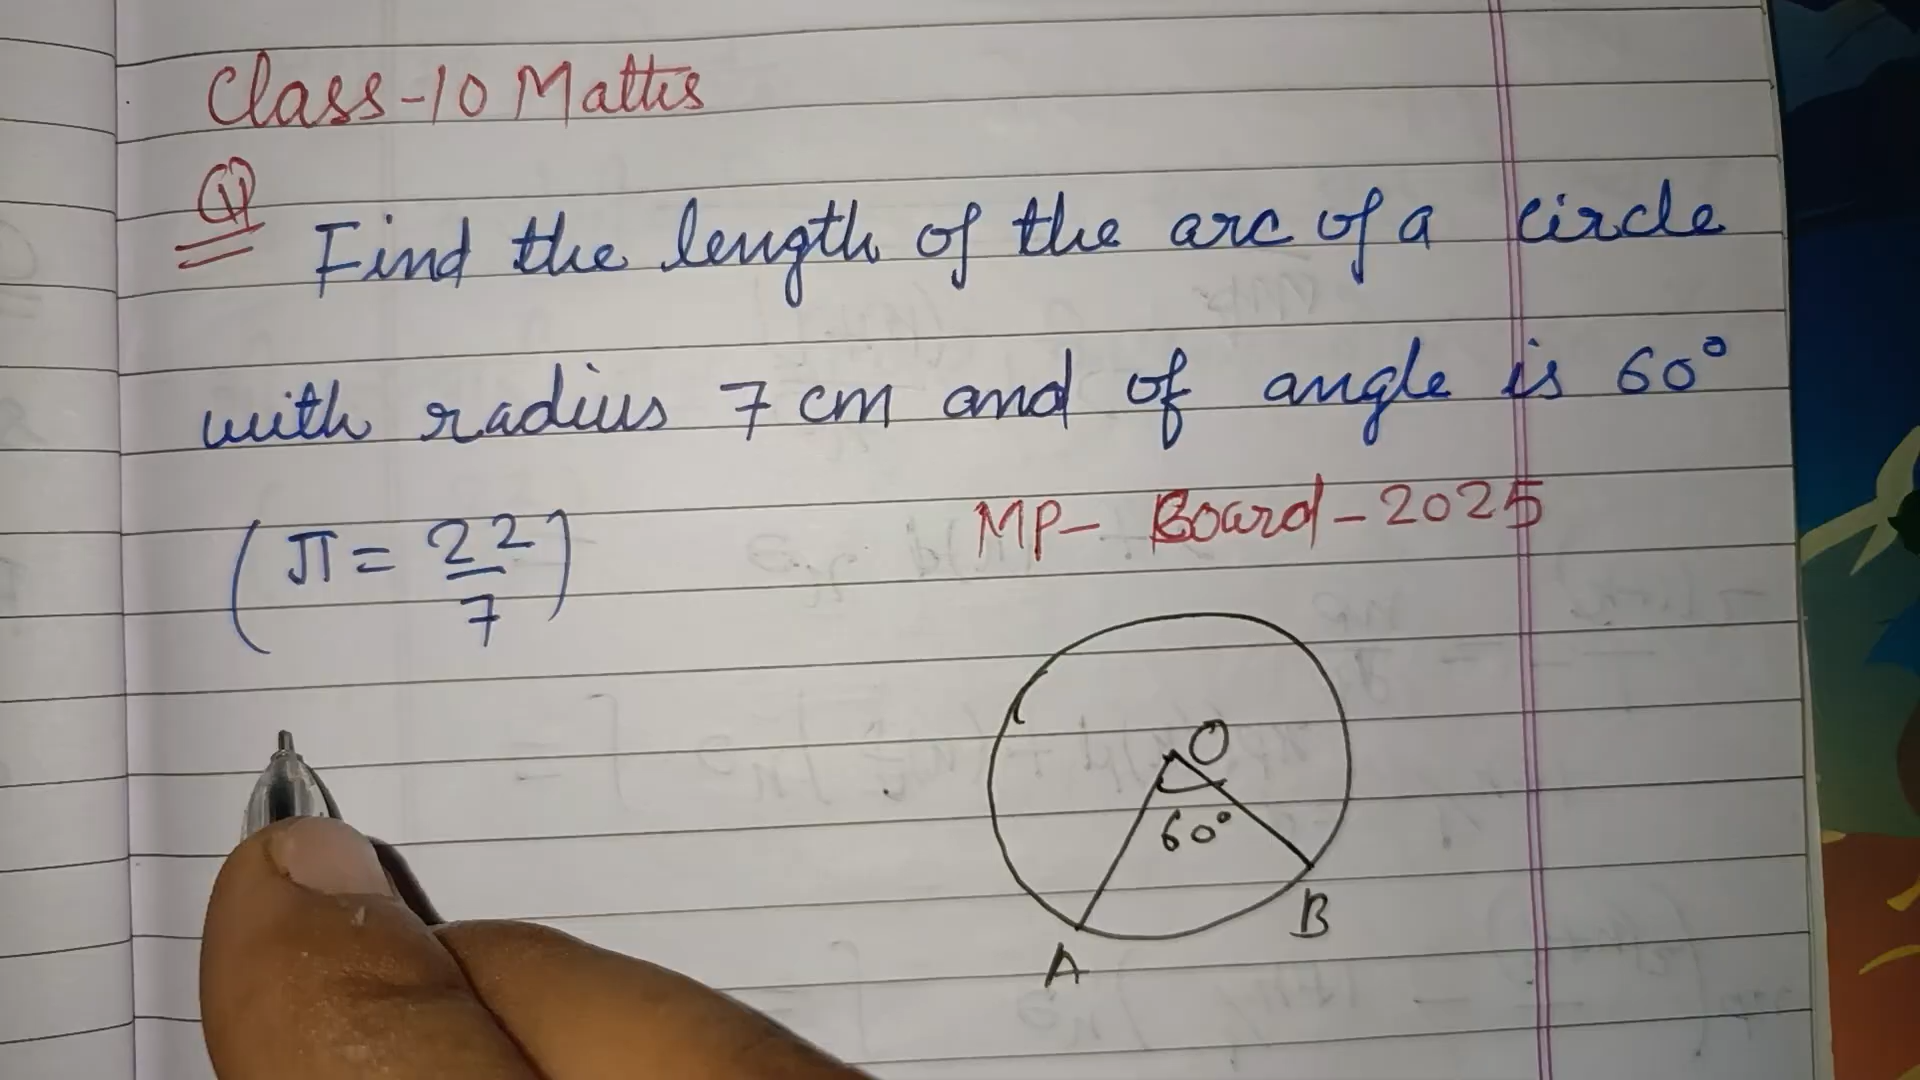 Class-10 Maths
Q
Find the length of the arc of a circle
with radius 7 cm and of angle is 60°
(π = 22/7)
MP- Board-2025
O
60°
B
A